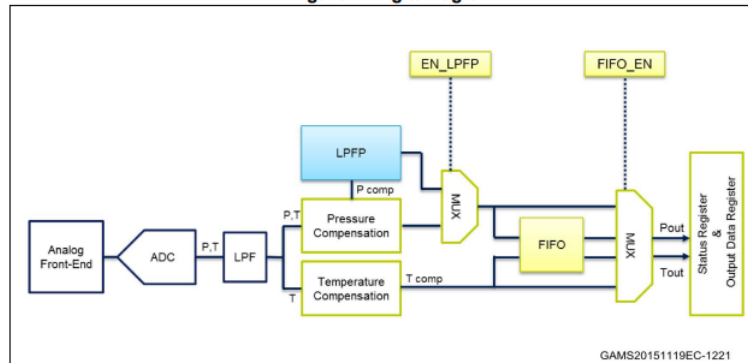 EN_LPFP
FIFO_EN
LPFP
P comp
MUX
P,T
Pressure
Compensation
Analog
Front-End
ADC
P,T
LPF
T
Temperature
Compensation
T comp
FIFO
MUX
Pout
Tout
Status Register
&
Output Data Register
GAMS20151119EC-1221